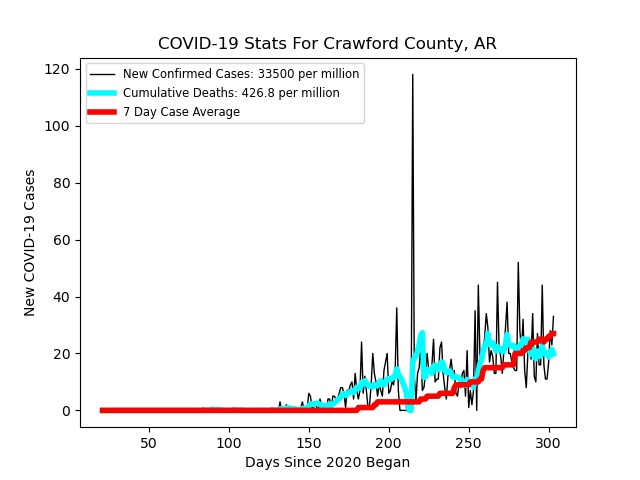 COVID-19 Stats For Crawford County, AR
New Confirmed Cases: 33500 per million
Cumulative Deaths: 426.8 per million
7 Day Case Average
New COVID-19 Cases
120
100
80
60
40
20
0
50 100 150 200 250 300
Days Since 2020 Began